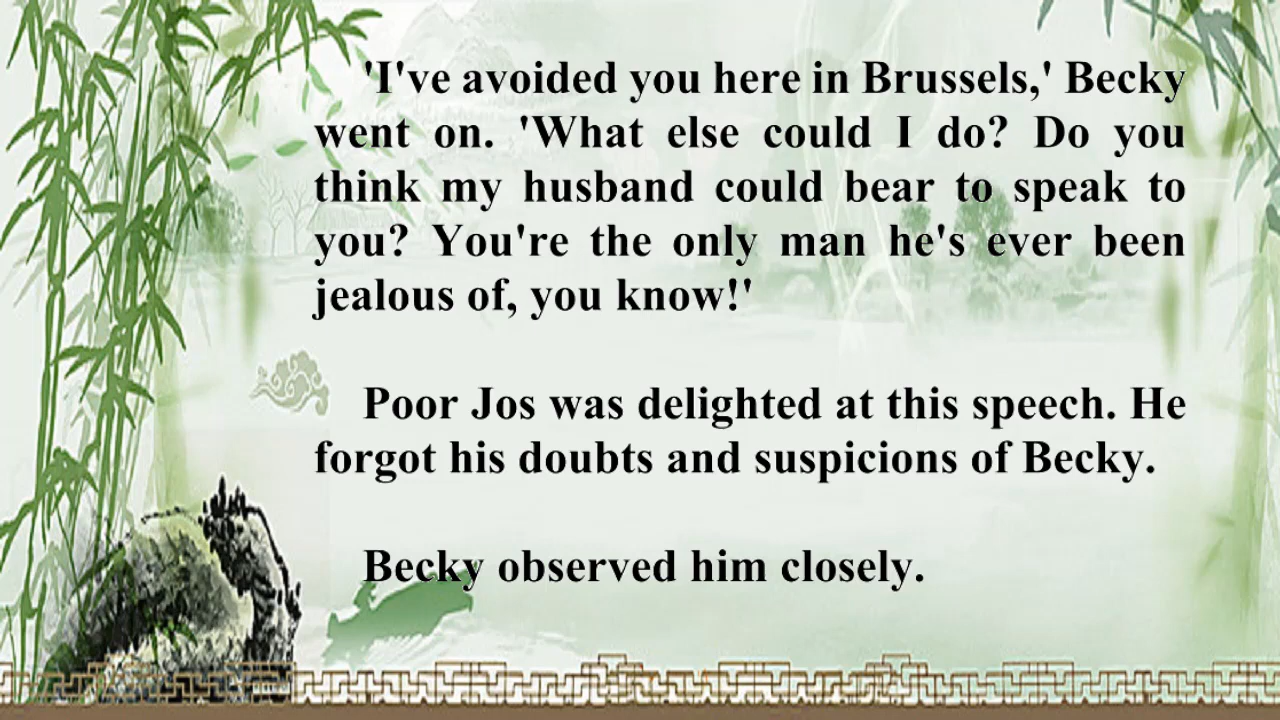 'I've avoided you here in Brussels,' Becky
went on. 'What else could I do? Do you
think my husband could bear to speak to
you? You're the only man he's ever been
jealous of, you know!'
Poor Jos was delighted at this speech. He
forgot his doubts and suspicions of Becky.
Becky observed him closely.